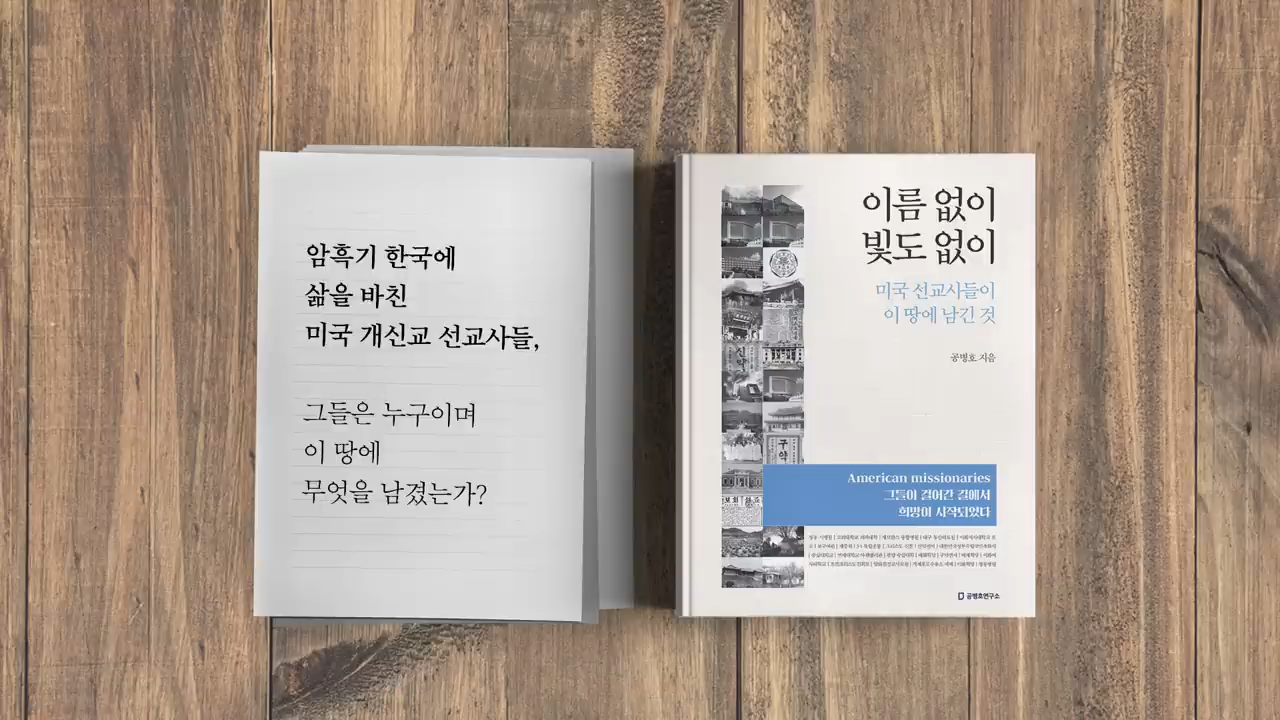 암흑기 한국에
삶을 바친
미국 개신교 선교사들,
그들은 누구이며
이 땅에
무엇을 남겼는가?
이름 없이
빛도 없이
미국 선교사들이
이 땅에 남긴 것
공병호 지음
구약
American missionaries
그들이 걸어간 길에서
희망이 시작되었다
공병호연구소